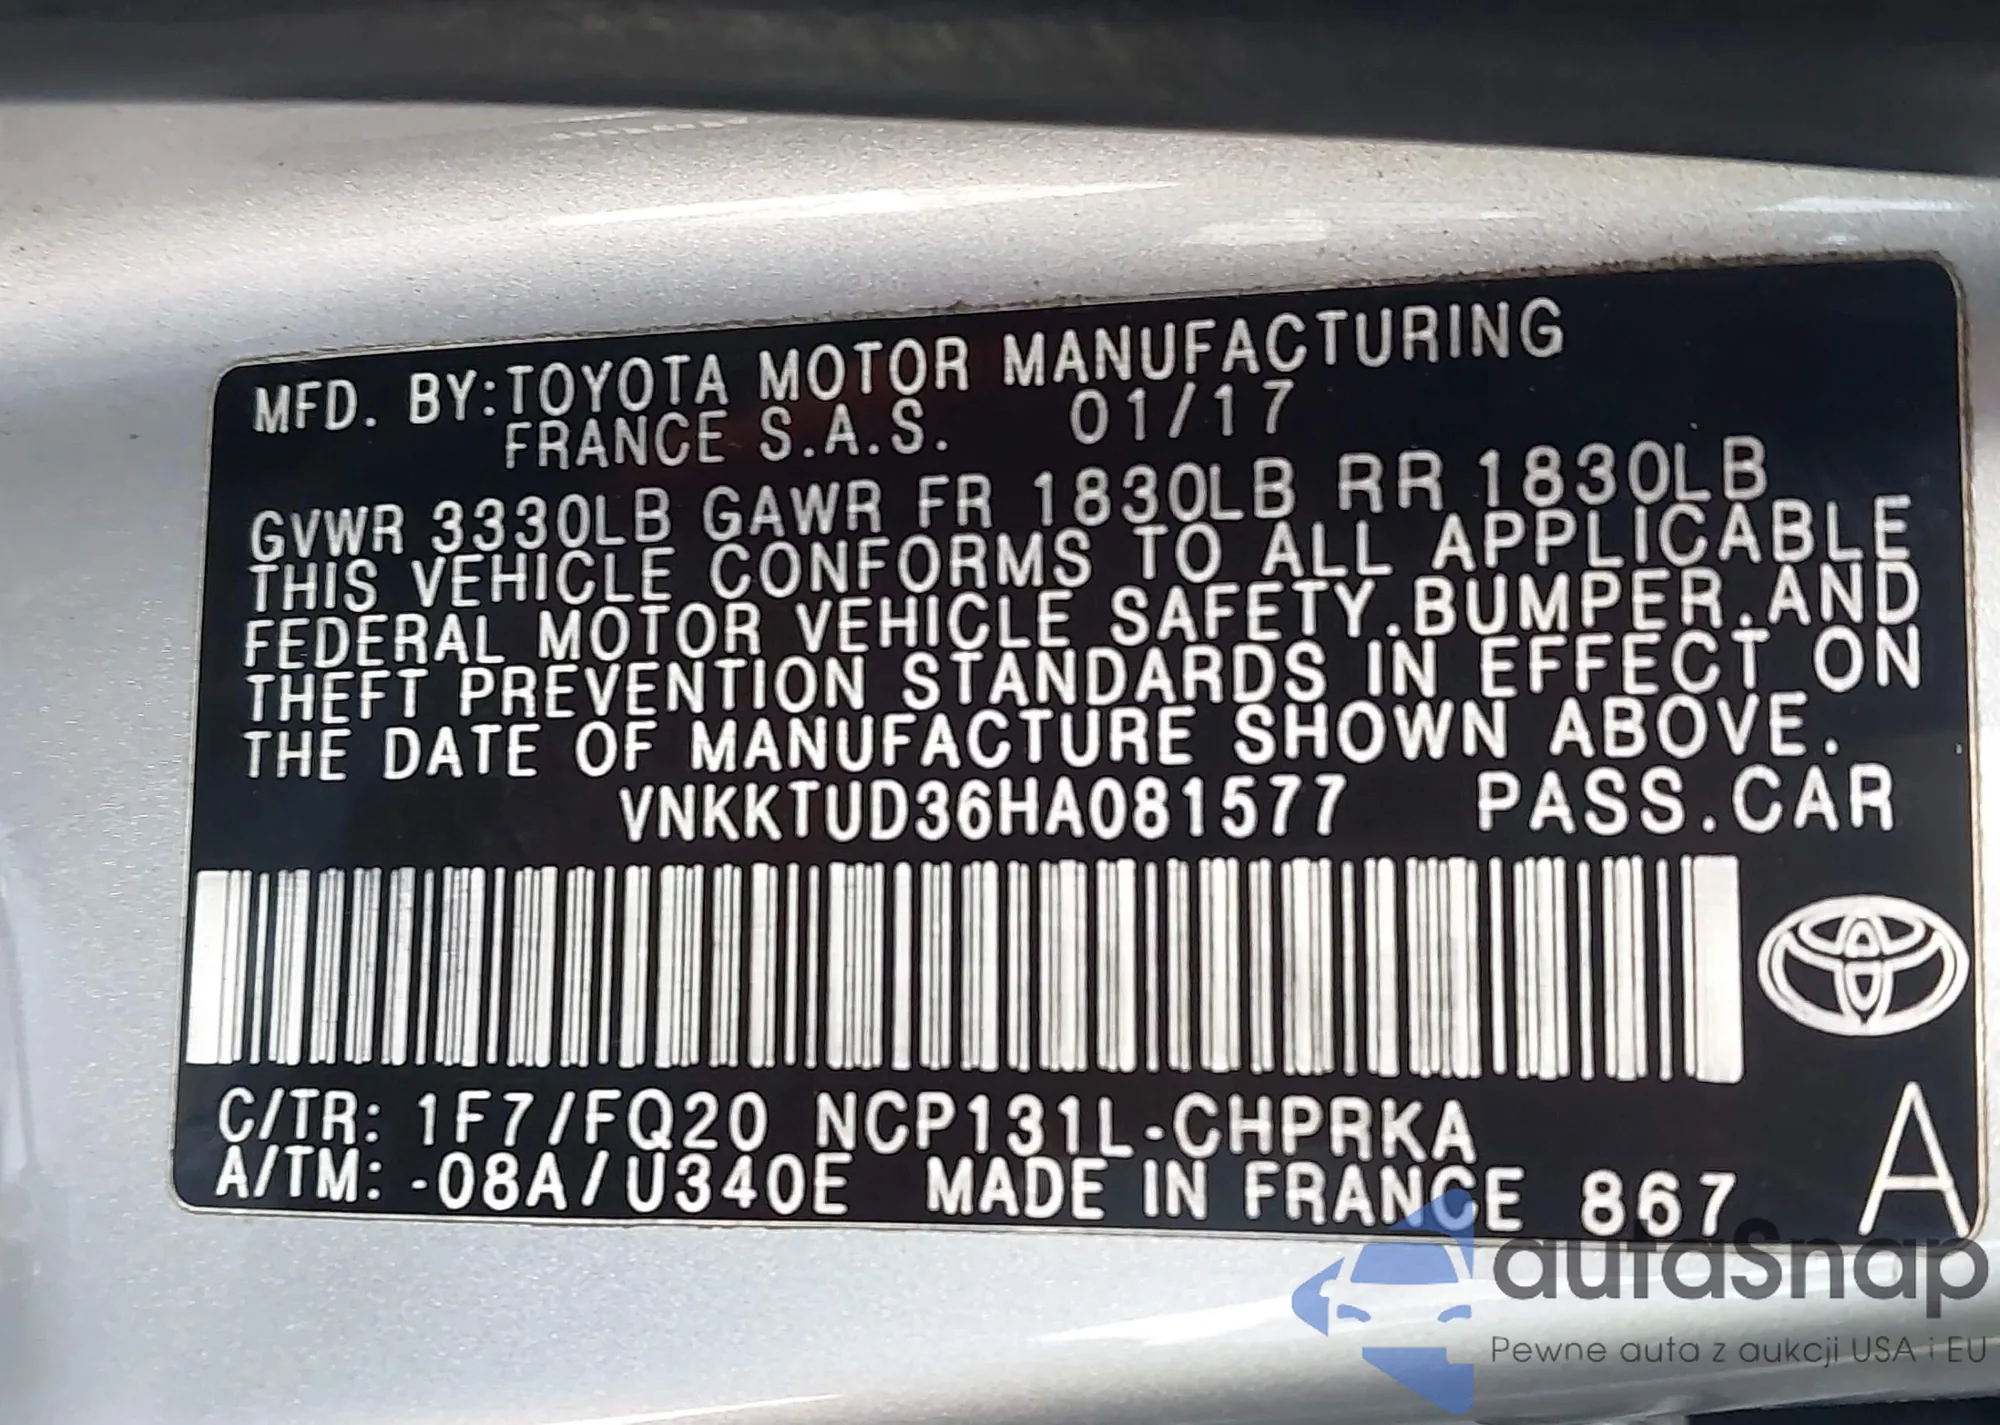 MFD. BY:TOYOTA MOTOR MANUFACTURING
FRANCE S.A.S. 01/17
GVWR 3330LB GAWR FR 1830LB RR 1830LB
THIS VEHICLE CONFORMS TO ALL APPLICABLE
FEDERAL MOTOR VEHICLE SAFETY.BUMPER.AND
THEFT PREVENTION STANDARDS IN EFFECT ON
THE DATE OF MANUFACTURE SHOWN ABOVE.
VNKKTUD36HA081577 PASS.CAR
C/TR: 1F7/FQ20 NCP131L-CHPRKA
A/TM: -08A/U340E MADE IN FRANCE 867 A
autaSnap
Pewne auta z aukcji USA i EU